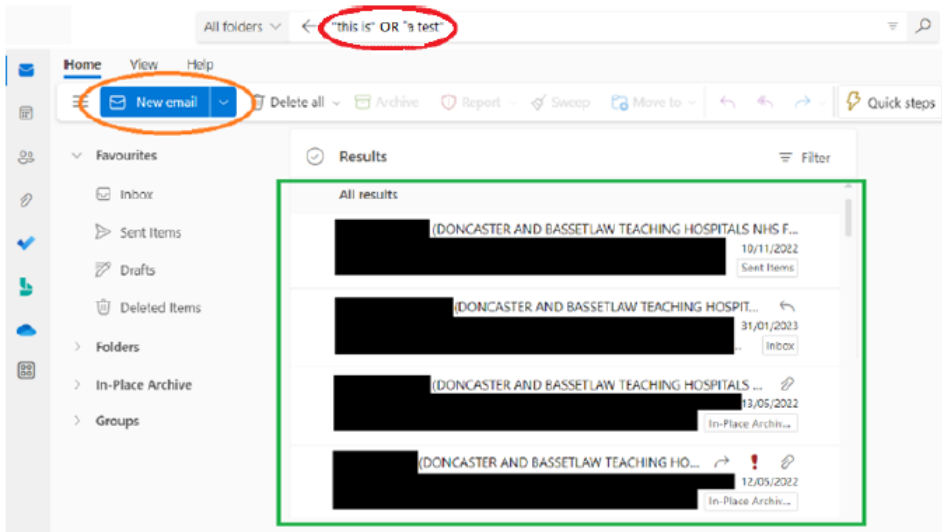 All folders "this is" OR "a test"
Home View Help
New email Delete all Archive Report Sweep Move to Quick steps
Favourites
Inbox
Sent Items
Drafts
Deleted Items
Folders
In-Place Archive
Groups
Results Filter
All results
(DONCASTER AND BASSETLAW TEACHING HOSPITALS NHS F...
10/11/2022
Sent Items
(DONCASTER AND BASSETLAW TEACHING HOSPIT...
31/01/2023
Inbox
(DONCASTER AND BASSETLAW TEACHING HOSPITALS ...
13/05/2022
In-Place Archiv...
(DONCASTER AND BASSETLAW TEACHING HO...
12/05/2022
In-Place Archiv...